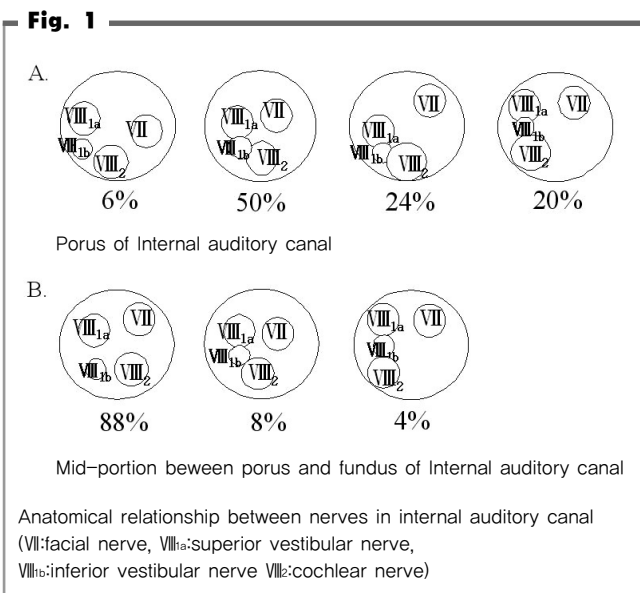 Fig. 1
A.
Ⅷ1a Ⅶ Ⅷ1b Ⅷ2
Ⅷ1a Ⅶ Ⅷ1b Ⅷ2
Ⅶ Ⅷ1a Ⅷ1b Ⅷ2
Ⅷ1a Ⅶ Ⅷ1b Ⅷ2
6% 50% 24% 20%
Porus of Internal auditory canal
B.
Ⅷ1a Ⅶ Ⅷ1b Ⅷ2
Ⅷ1a Ⅶ Ⅷ1b Ⅷ2
Ⅷ1a Ⅶ Ⅷ1b Ⅷ2
88% 8% 4%
Mid-portion beween porus and fundus of Internal auditory canal
Anatomical relationship between nerves in internal auditory canal
(Ⅶ:facial nerve, Ⅷ1a:superior vestibular nerve,
Ⅷ1b:inferior vestibular nerve Ⅷ2:cochlear nerve)